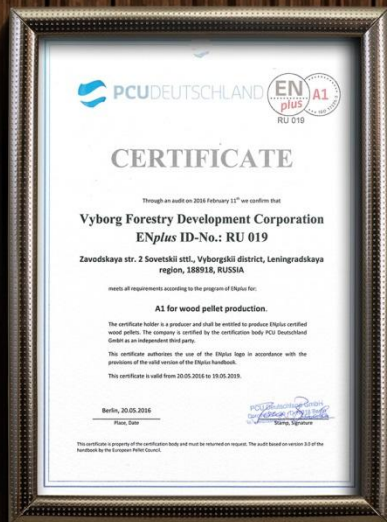 PCUDEUTSCHLAND
EN
plus
A1
RU 019
CERTIFICATE
Through an audit on 2016 February 11th we confirm that
Vyborg Forestry Development Corporation
ENplus ID-No.: RU 019
Zavodskaya str. 2 Sovetskii sttl., Vyborgskii district, Leningradskaya
region, 188918, RUSSIA
meets all requirements according to the program of ENplus for:
A1 for wood pellet production.
The certificate holder is a producer and shall be entitled to produce ENplus certified
wood pellets. The company is certified by the certification body PCU Deutschland
GmbH as an independent third party.
This certificate authorizes the use of the ENplus logo in accordance with the
provisions of the valid version of the ENplus handbook.
This certificate is valid from 20.05.2016 to 19.05.2019.
Berlin, 20.05.2016
Place, Date
PCU Deutschland GmbH
Stamp, Signature
This certificate is property of the certification body and must be returned on request. The audit based on version 3.0 of the
handbook by the European Pellet Council.